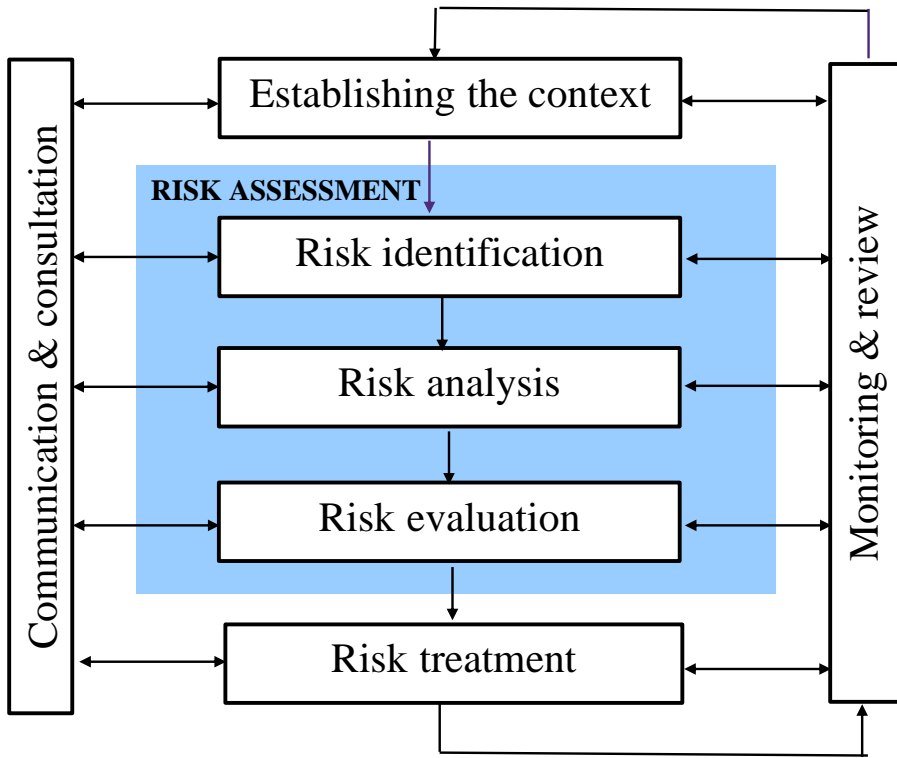 Establishing the context
RISK ASSESSMENT
Risk identification
Risk analysis
Risk evaluation
Risk treatment
Communication & consultation
Monitoring & review